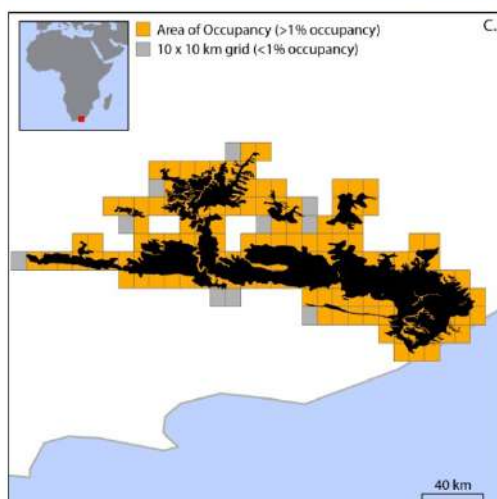 C.
Area of Occupancy (>1% occupancy)
10 x 10 km grid (<1% occupancy)
40 km